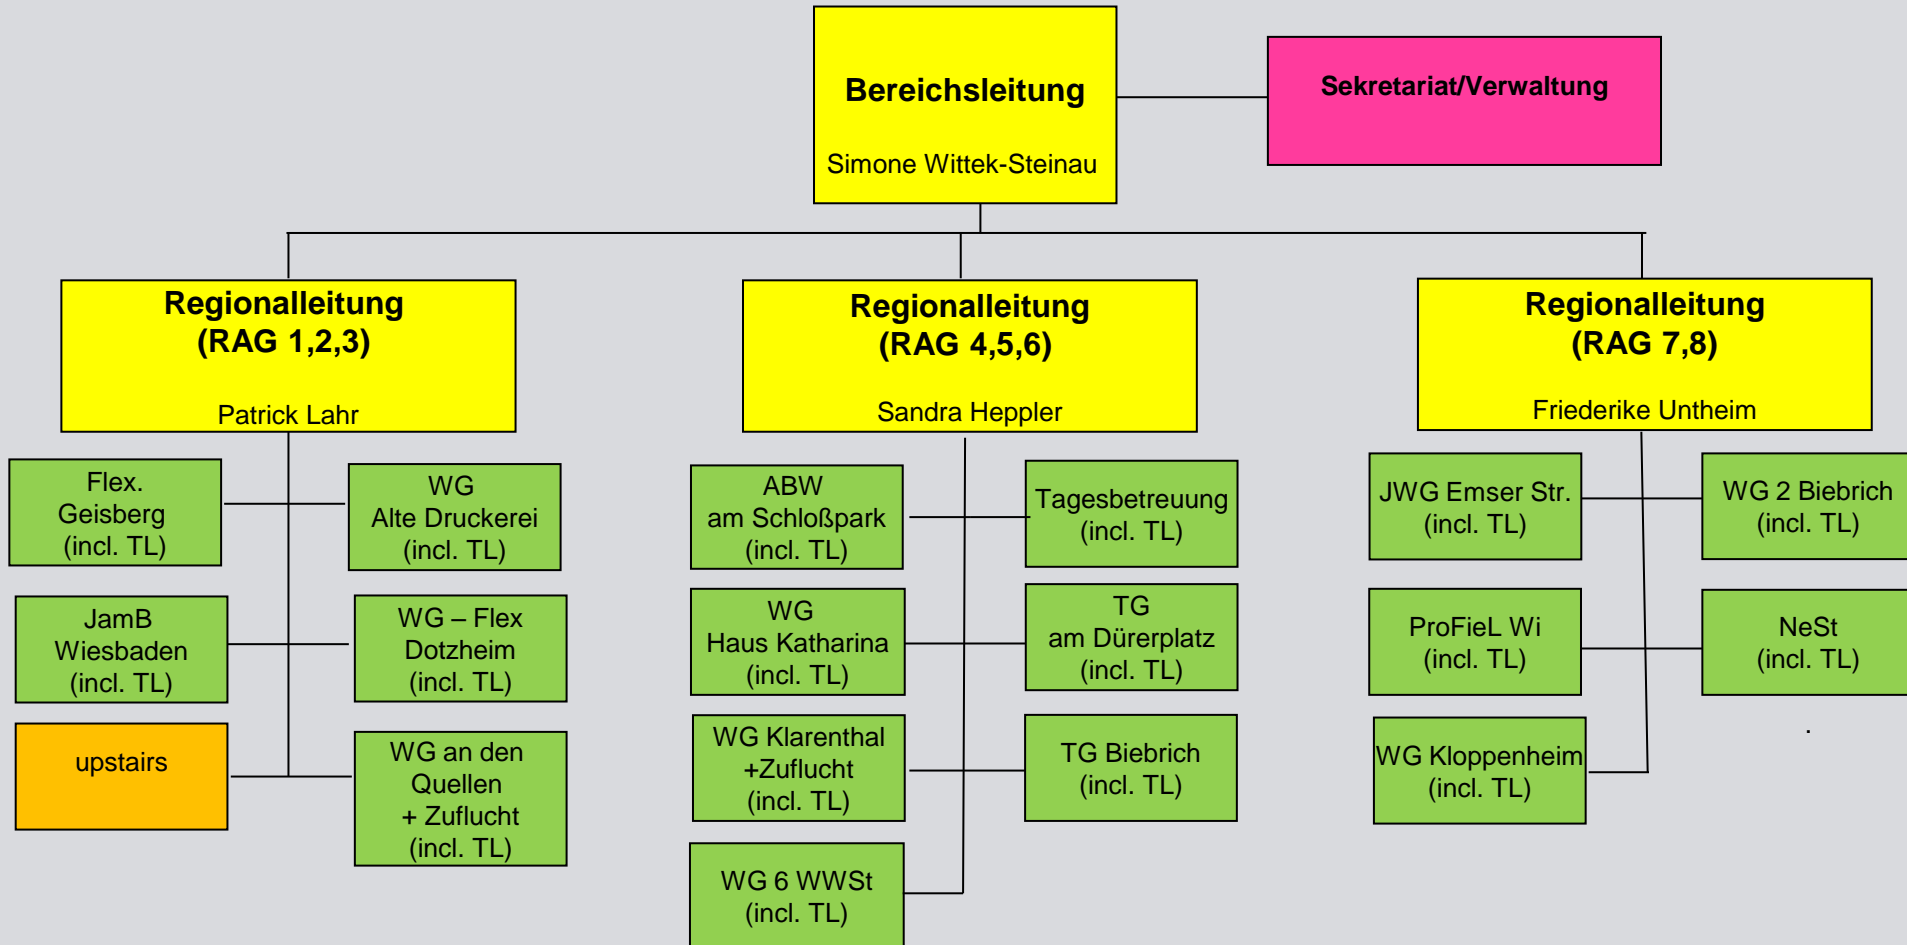 Bereichsleitung
Simone Wittek-Steinau
Sekretariat/Verwaltung
Regionalleitung
(RAG 1,2,3)
Patrick Lahr
Regionalleitung
(RAG 4,5,6)
Sandra Heppler
Regionalleitung
(RAG 7,8)
Friederike Untheim
Flex.
Geisberg
(incl. TL)
WG
Alte Druckerei
(incl. TL)
JamB
Wiesbaden
(incl. TL)
WG – Flex
Dotzheim
(incl. TL)
upstairs
WG an den
Quellen
+ Zuflucht
(incl. TL)
ABW
am Schloßpark
(incl. TL)
Tagesbetreuung
(incl. TL)
WG
Haus Katharina
(incl. TL)
TG
am Dürerplatz
(incl. TL)
WG Klarenthal
+Zuflucht
(incl. TL)
TG Biebrich
(incl. TL)
WG 6 WWSt
(incl. TL)
JWG Emser Str.
(incl. TL)
WG 2 Biebrich
(incl. TL)
ProFieL Wi
(incl. TL)
NeSt
(incl. TL)
WG Kloppenheim
(incl. TL)
.